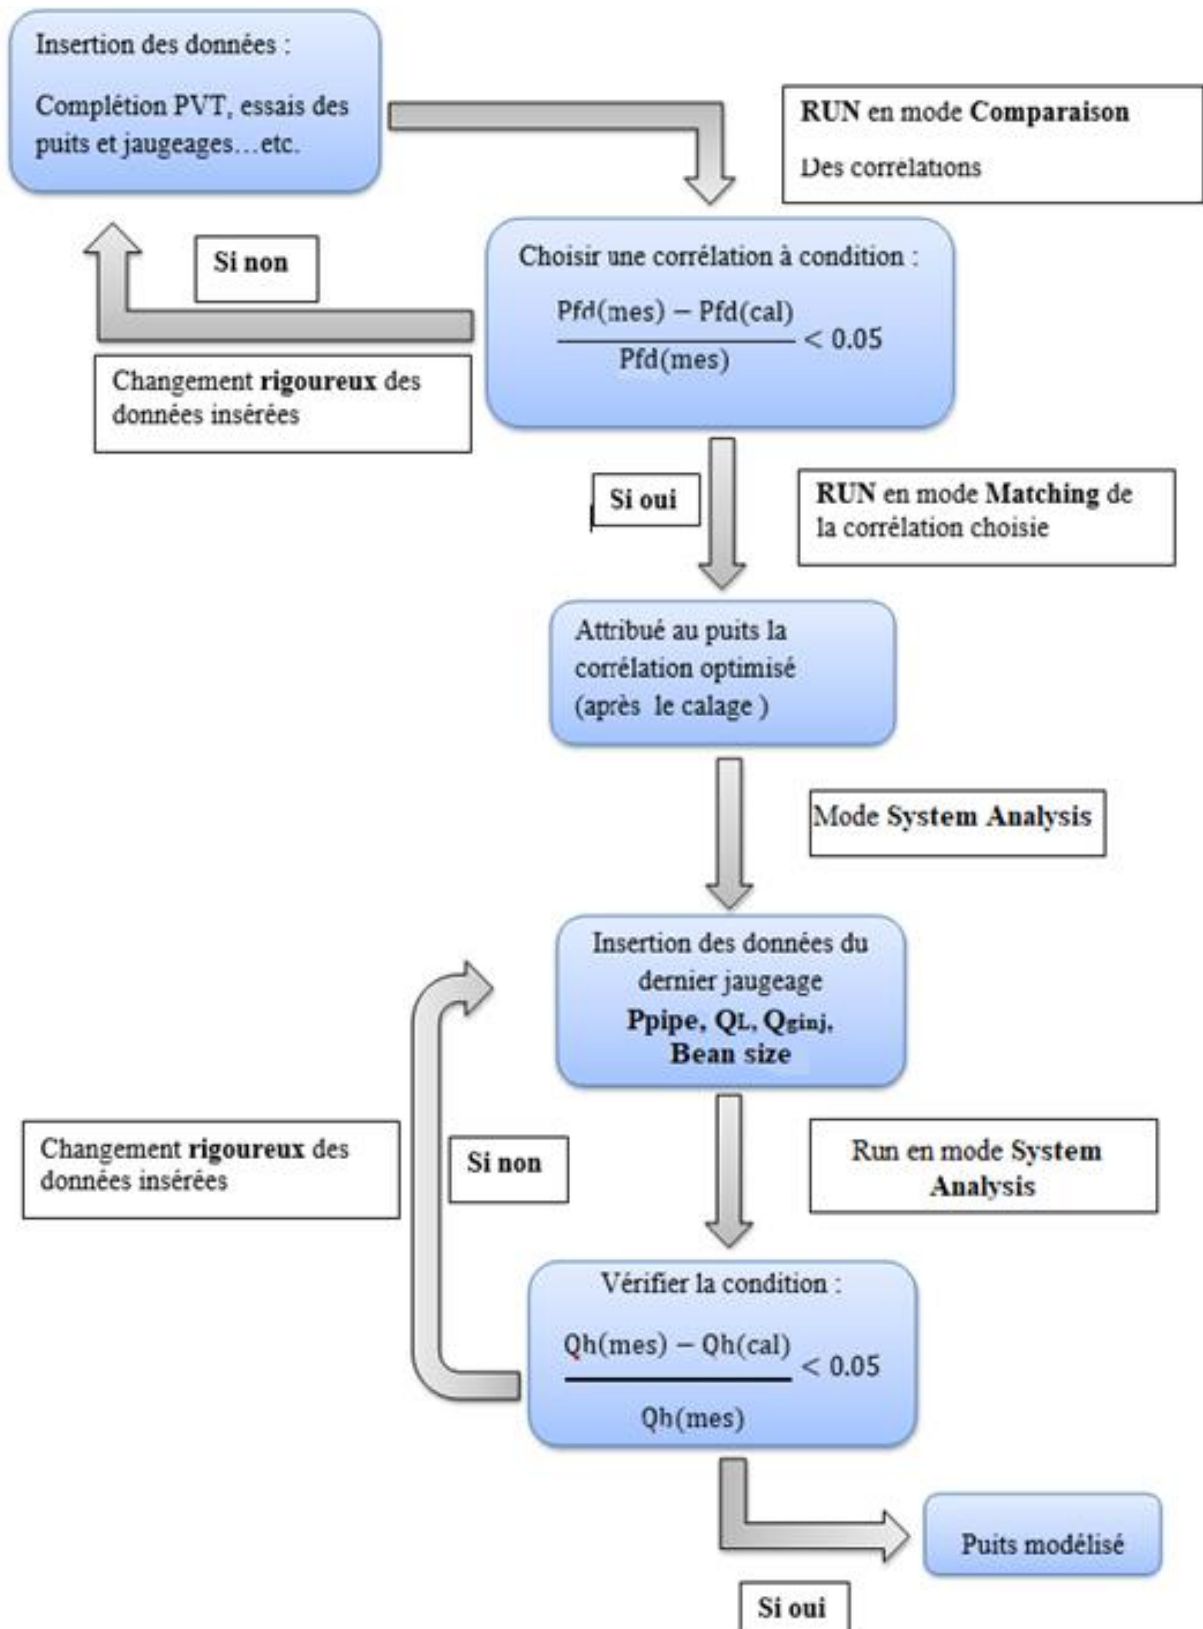 Insertion des données :
Complétion PVT, essais des
puits et jaugeages…etc.
RUN en mode Comparaison
Des corrélations
Si non
Choisir une corrélation à condition :
Pfd(mes) − Pfd(cal)
Pfd(mes)
< 0.05
Changement rigoureux des
données insérées
Si oui
RUN en mode Matching de
la corrélation choisie
Attribué au puits la
corrélation optimisé
(après le calage )
Mode System Analysis
Insertion des données du
dernier jaugeage
Ppipe, QL, Qginj,
Bean size
Changement rigoureux des
données insérées
Si non
Run en mode System
Analysis
Vérifier la condition :
Qh(mes) − Qh(cal)
< 0.05
Qh(mes)
Puits modélisé
Si oui